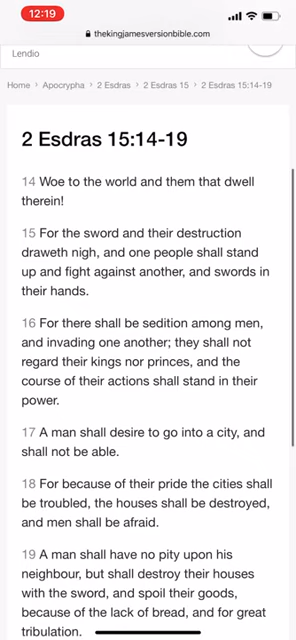 12:19
thekingjamesversionbible.com
Lendio
Home > Apocrypha > 2 Esdras > 2 Esdras 15 > 2 Esdras 15:14-19
2 Esdras 15:14-19
14 Woe to the world and them that dwell
therein!
15 For the sword and their destruction
draweth nigh, and one people shall stand
up and fight against another, and swords in
their hands.
16 For there shall be sedition among men,
and invading one another; they shall not
regard their kings nor princes, and the
course of their actions shall stand in their
power.
17 A man shall desire to go into a city, and
shall not be able.
18 For because of their pride the cities shall
be troubled, the houses shall be destroyed,
and men shall be afraid.
19 A man shall have no pity upon his
neighbour, but shall destroy their houses
with the sword, and spoil their goods,
because of the lack of bread, and for great
tribulation.